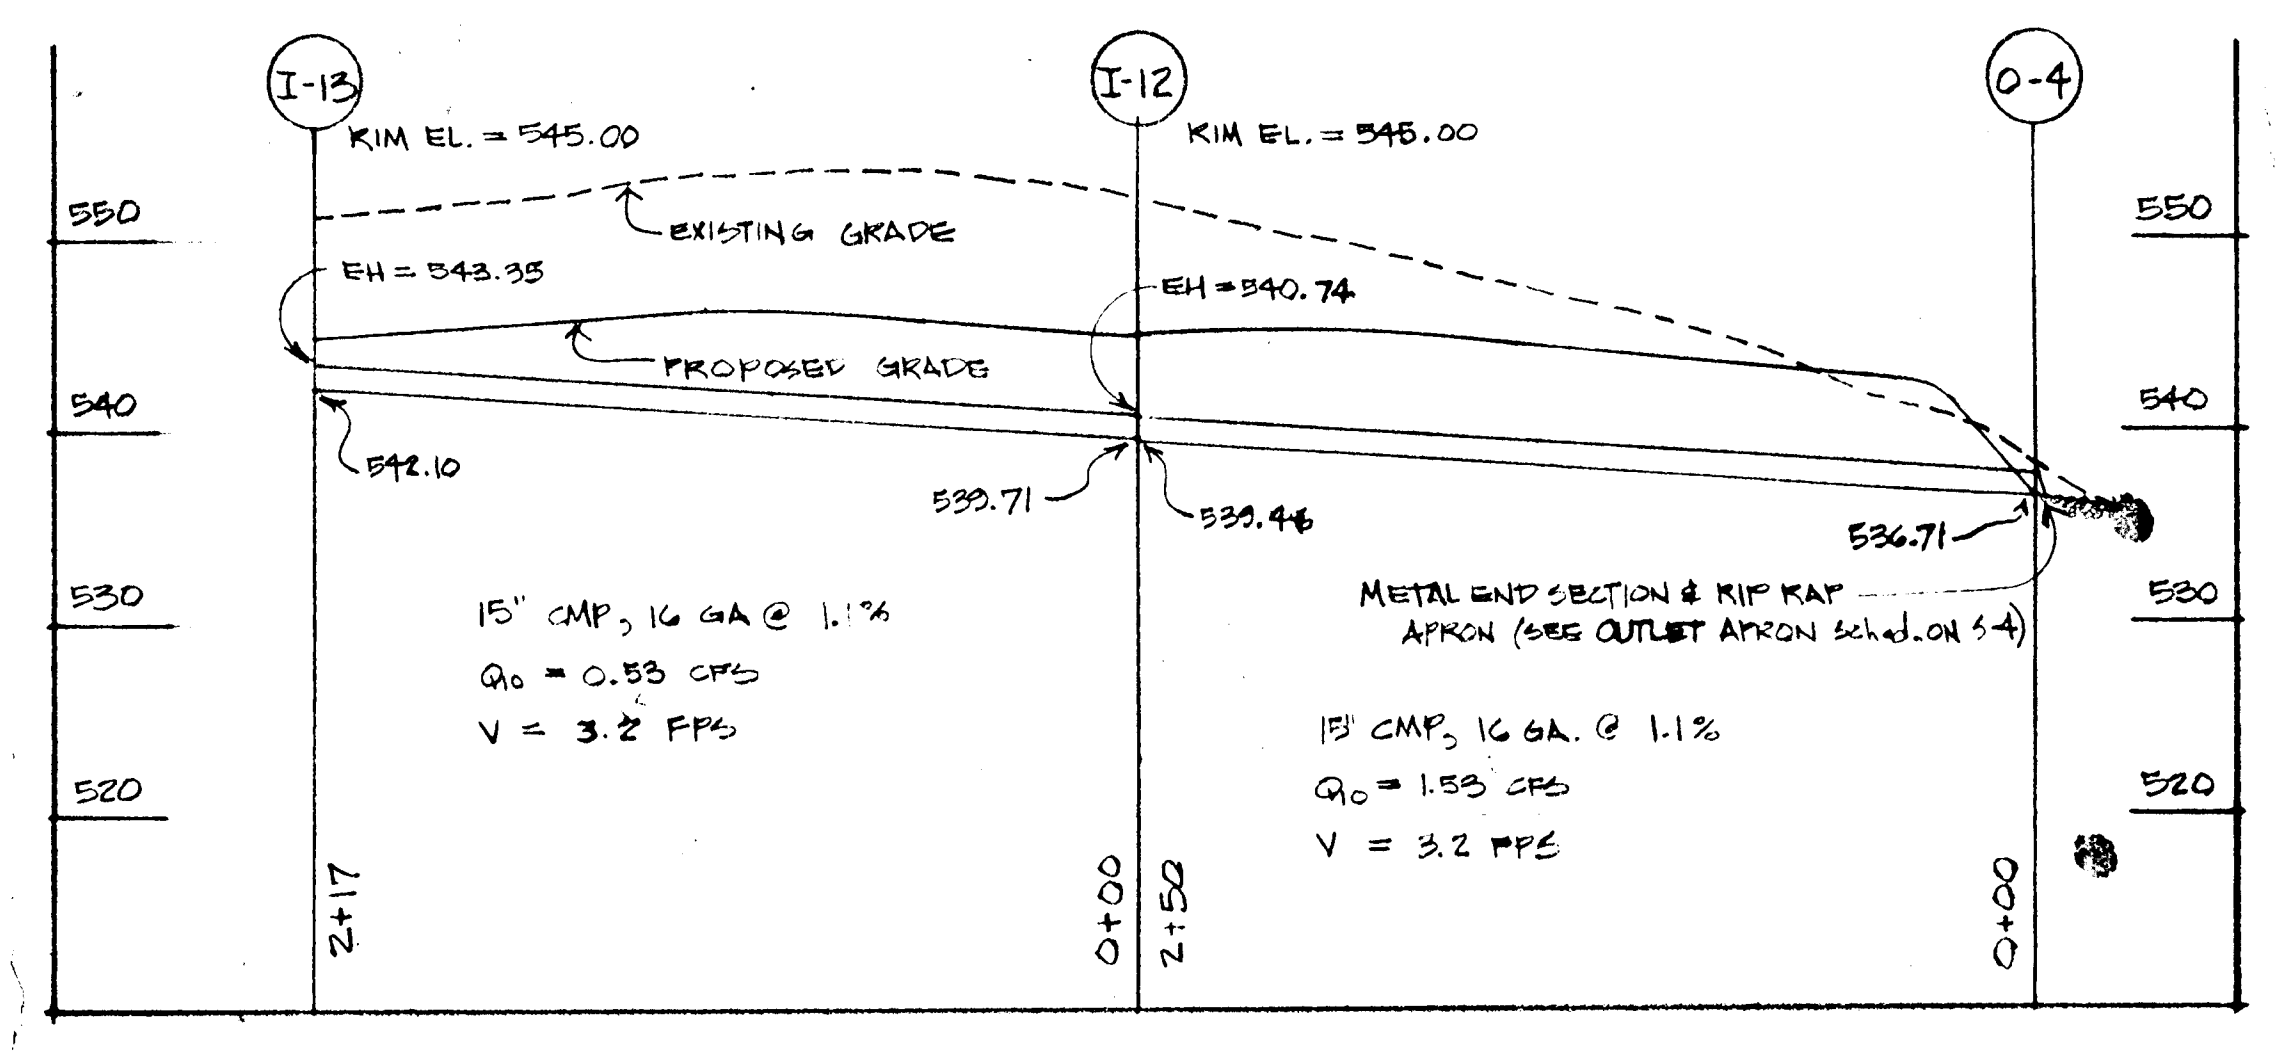 I-13
I-12
O-4
RIM EL. = 545.00
RIM EL. = 545.00
550
550
EXISTING GRADE
EH = 543.35
EH = 540.74
PROPOSED GRADE
540
540
542.10
539.71
539.46
536.71
530
530
METAL END SECTION & RIP RAP
APRON (SEE OUTLET APRON Sched. ON S-4)
15" CMP, 16 GA @ 1.1%
Q10 = 0.53 CFS
V = 3.2 FPS
15" CMP, 16 GA. @ 1.1%
Q10 = 1.53 CFS
V = 3.2 FPS
520
520
2+17
0+00
2+50
0+00